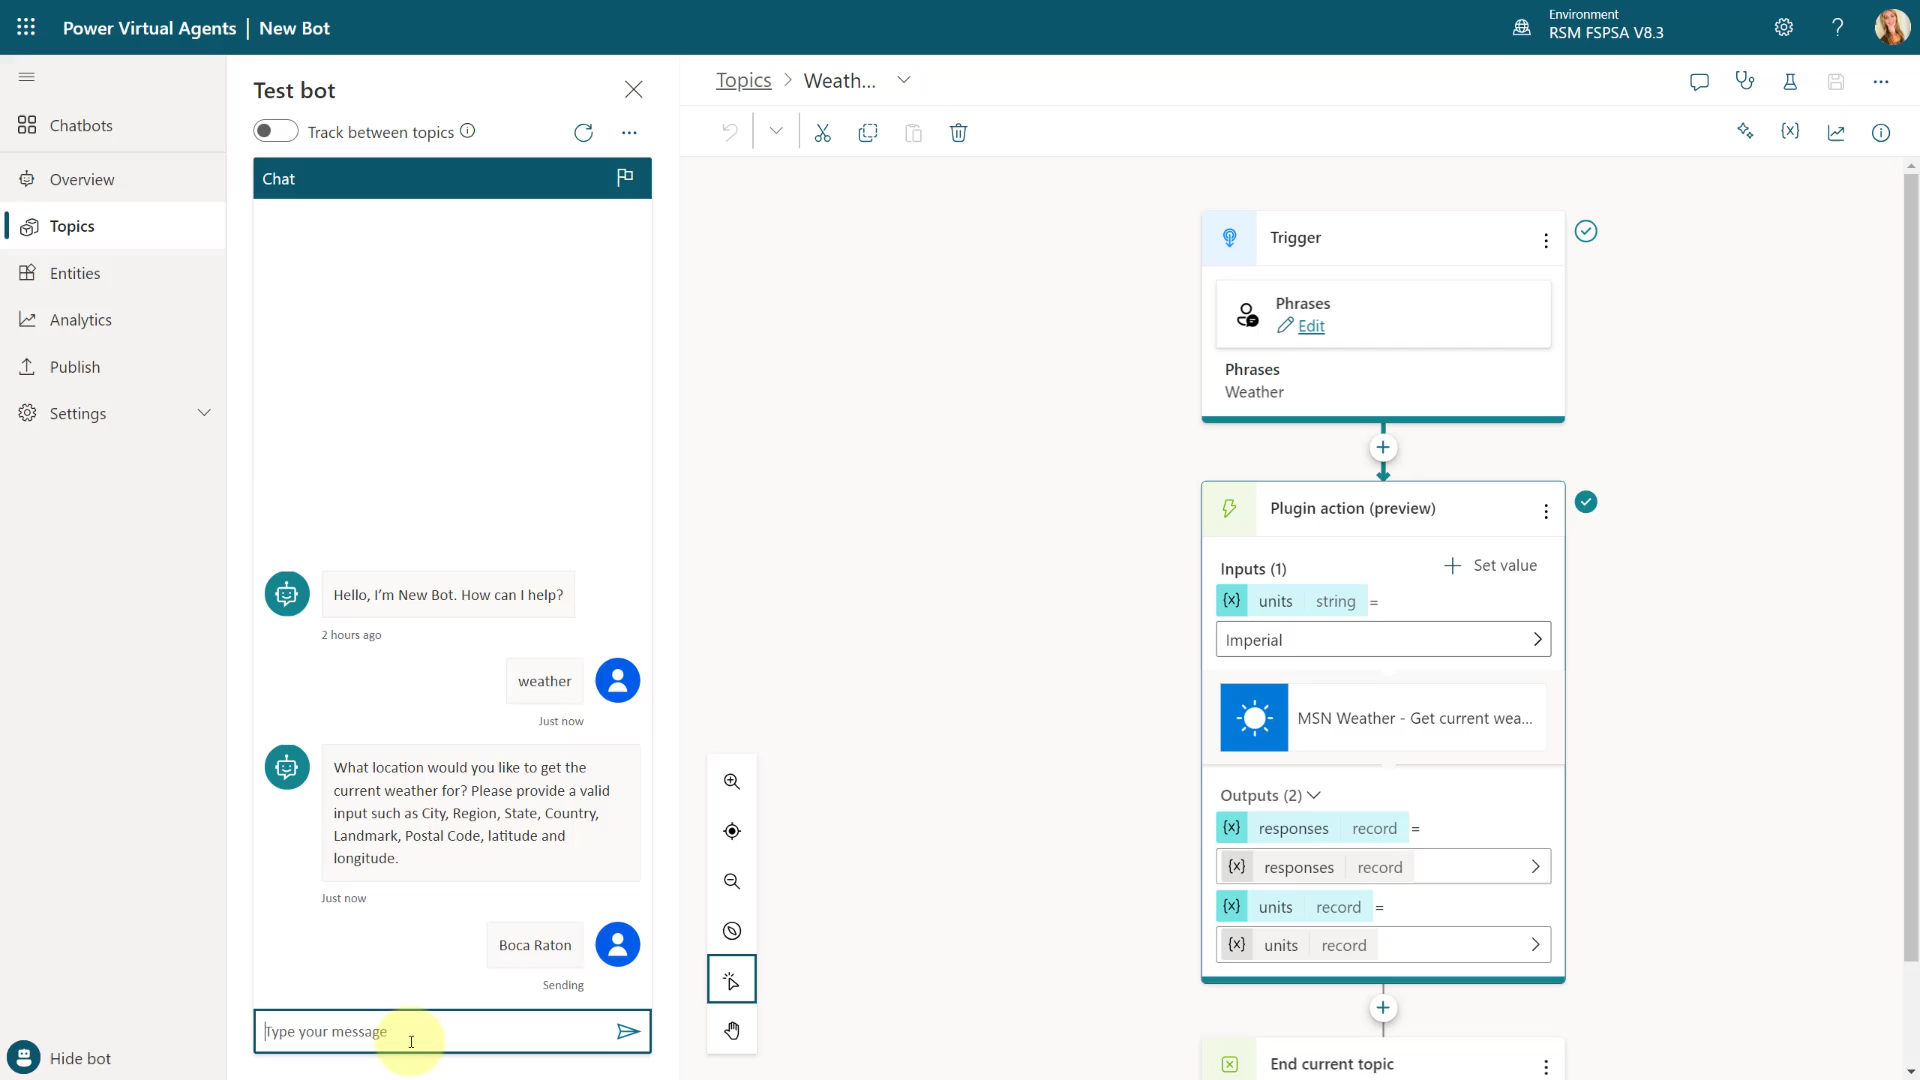 Power Virtual Agents | New Bot
Environment
RSM FSPSA V8.3
Chatbots
Overview
Topics
Entities
Analytics
Publish
Settings
Hide bot
Test bot
Track between topics
Chat
Hello, I'm New Bot. How can I help?
2 hours ago
weather
Just now
What location would you like to get the
current weather for? Please provide a valid
input such as City, Region, State, Country,
Landmark, Postal Code, latitude and
longitude.
Just now
Boca Raton
Sending
Type your message
Topics > Weath...
Trigger
Phrases
Edit
Phrases
Weather
Plugin action (preview)
Inputs (1)
Set value
{x} units string =
Imperial
MSN Weather - Get current wea...
Outputs (2)
{x} responses record =
{x} responses record
{x} units record =
{x} units record
End current topic